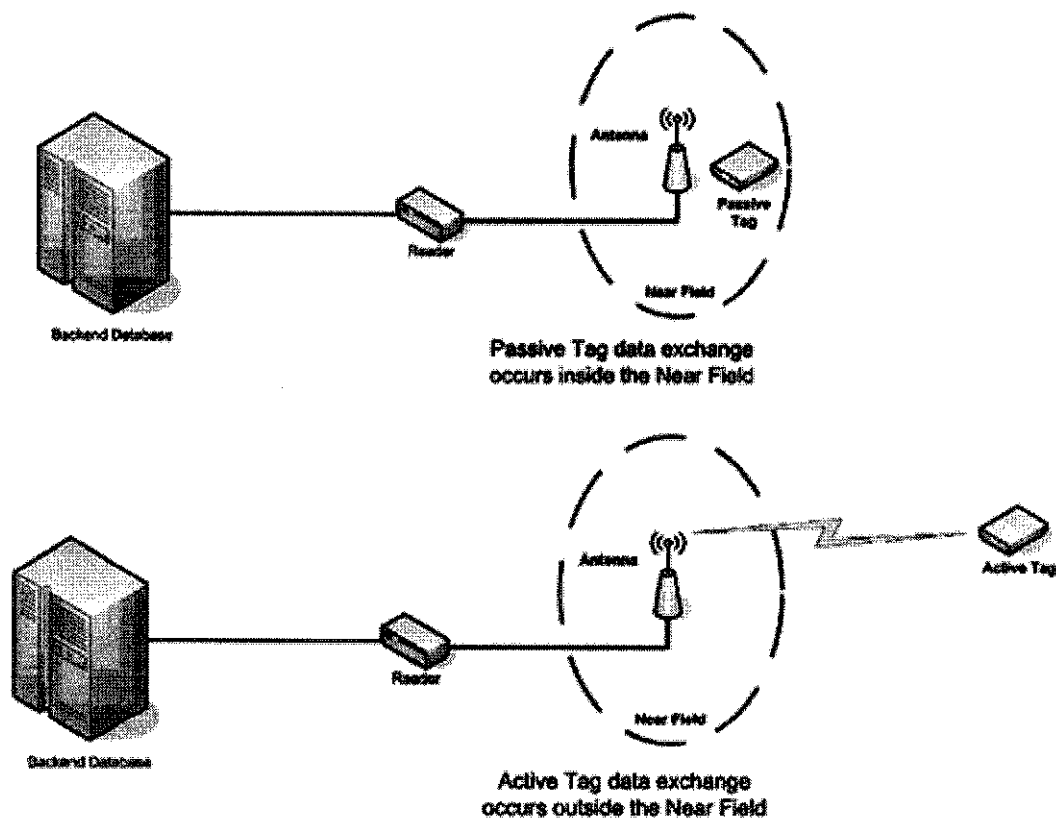 Antenna
Passive
Tag
Reader
Near Field
Backend Database
Passive Tag data exchange
occurs inside the Near Field
Antenna
Active Tag
Reader
Near Field
Backend Database
Active Tag data exchange
occurs outside the Near Field